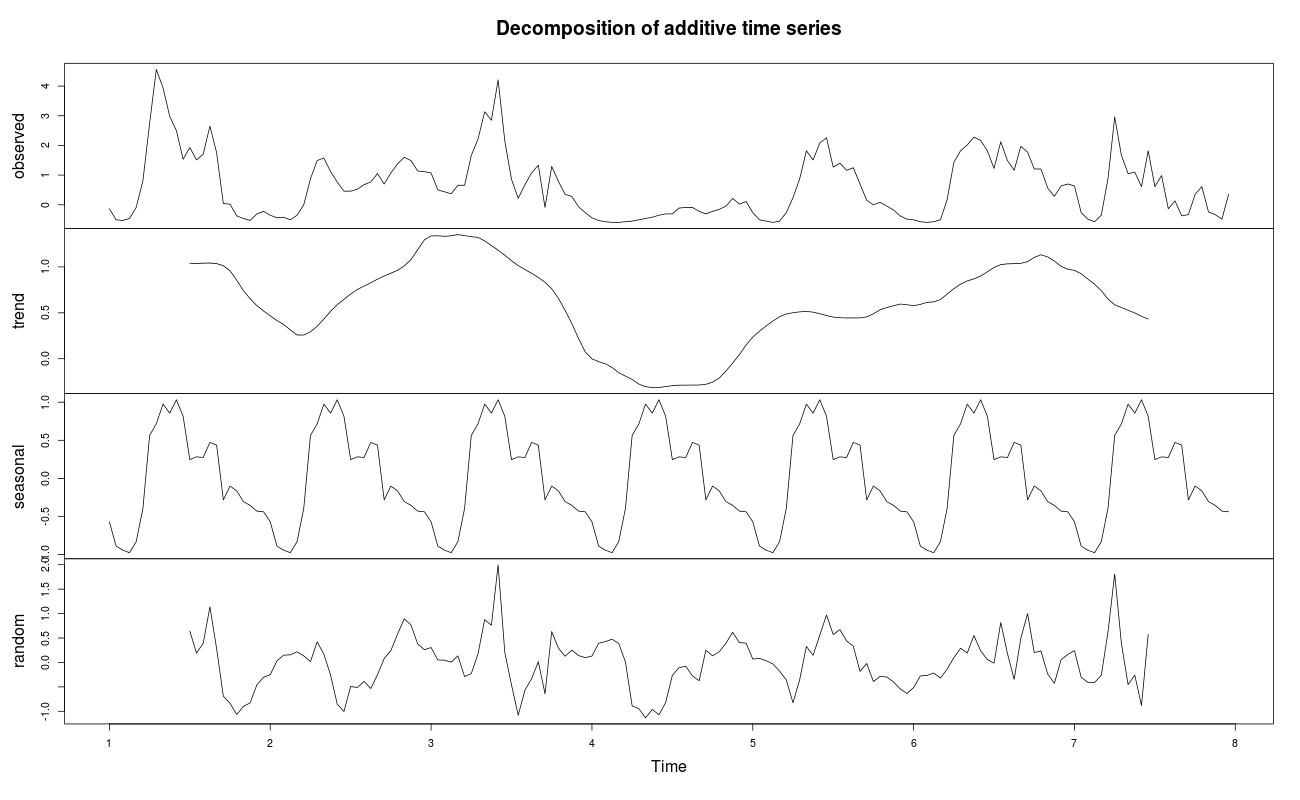 Decomposition of additive time series
observed
0 1 2 3 4
trend
0.0 0.5 1.0
seasonal
-1.0 -0.5 0.0 0.5 1.0
random
-1.0 0.0 0.5 1.0 1.5 2.0
1 2 3 4 5 6 7 8
Time